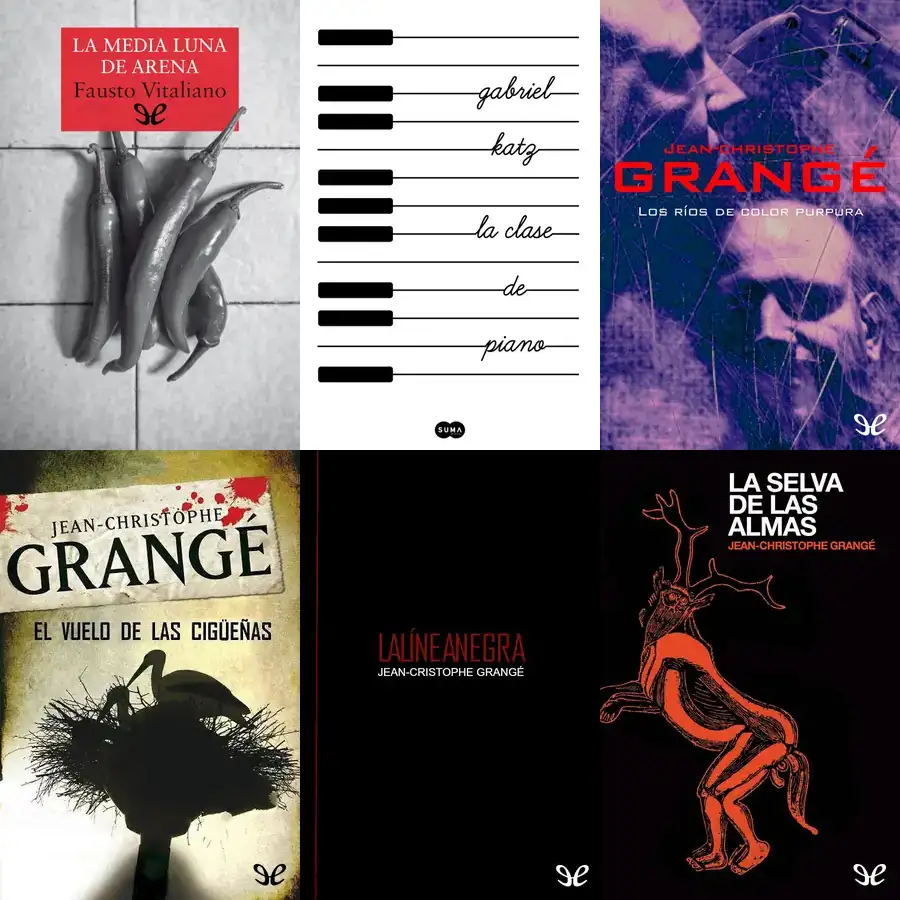 LA MEDIA LUNA
DE ARENA
Fausto Vitaliano
gabriel
katz
la clase
de
piano
SUMA
JEAN-CHRISTOPHE
GRANGÉ
LOS RÍOS DE COLOR PURPURA
JEAN-CHRISTOPHE
GRANGÉ
EL VUELO DE LAS CIGÜEÑAS
LALÍNEANEGRA
JEAN-CRISTOPHE GRANGÉ
LA SELVA
DE LAS
ALMAS
JEAN-CHRISTOPHE GRANGÉ